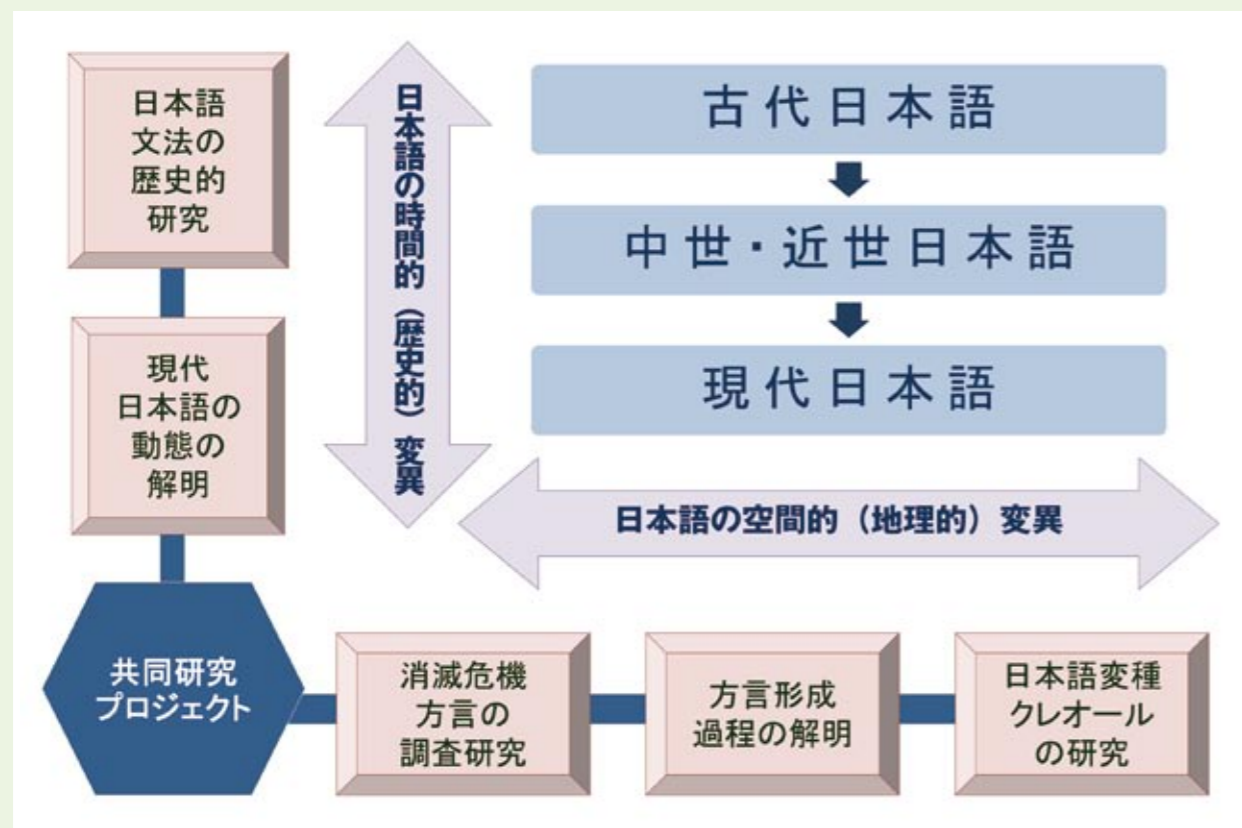 日本語
文法の
歴史的
研究
現代
日本語の
動態の
解明
共同研究
プロジェクト
日本語の時間的（歴史的）変異
古代日本語
中世・近世日本語
現代日本語
日本語の空間的（地理的）変異
消滅危機
方言の
調査研究
方言形成
過程の解明
日本語変種
クレオール
の研究